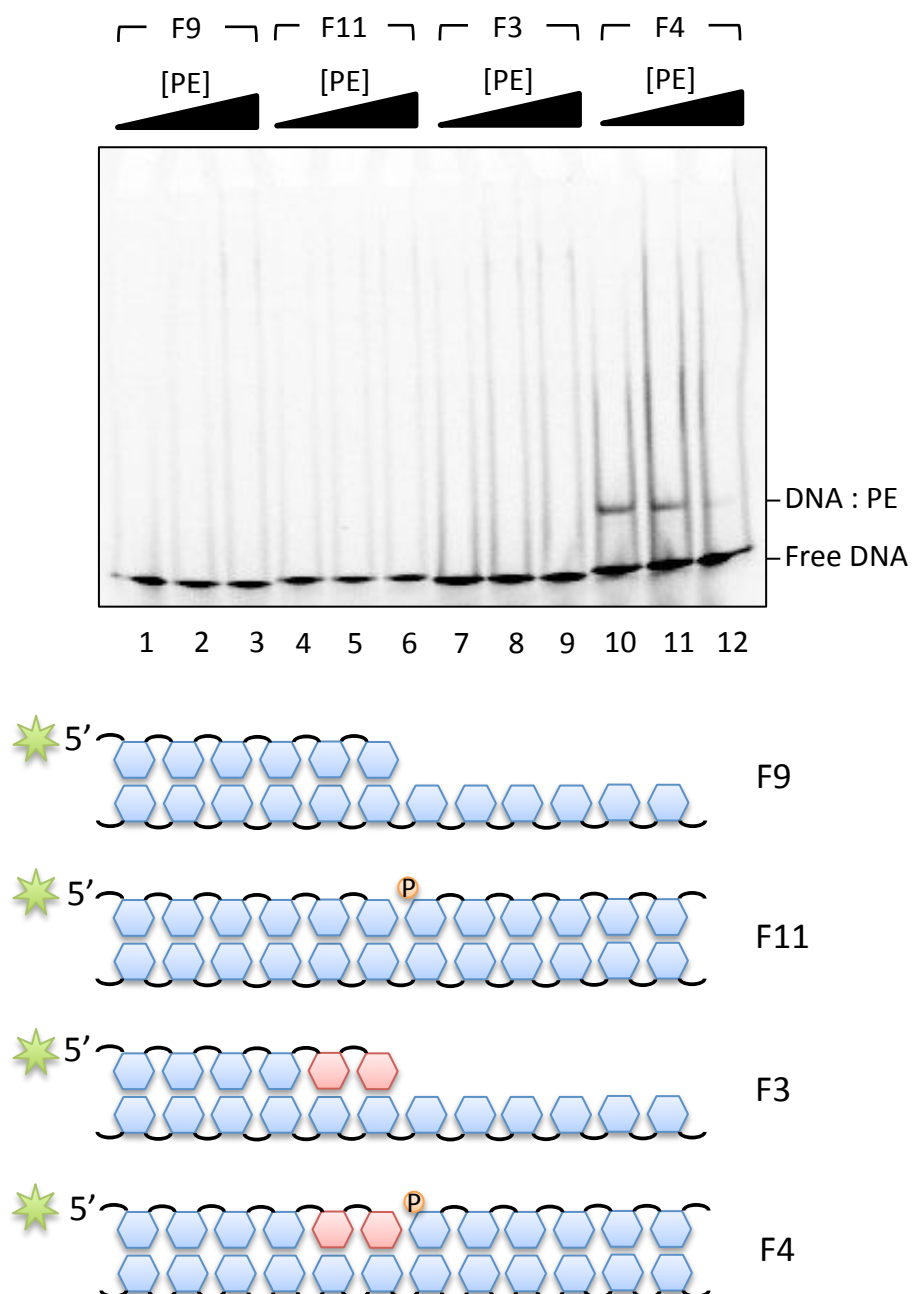 F9 F11 F3 F4
[PE] [PE] [PE] [PE]
DNA : PE
Free DNA
1 2 3 4 5 6 7 8 9 10 11 12
5’
F9
P
5’
F11
5’
F3
P
5’
F4